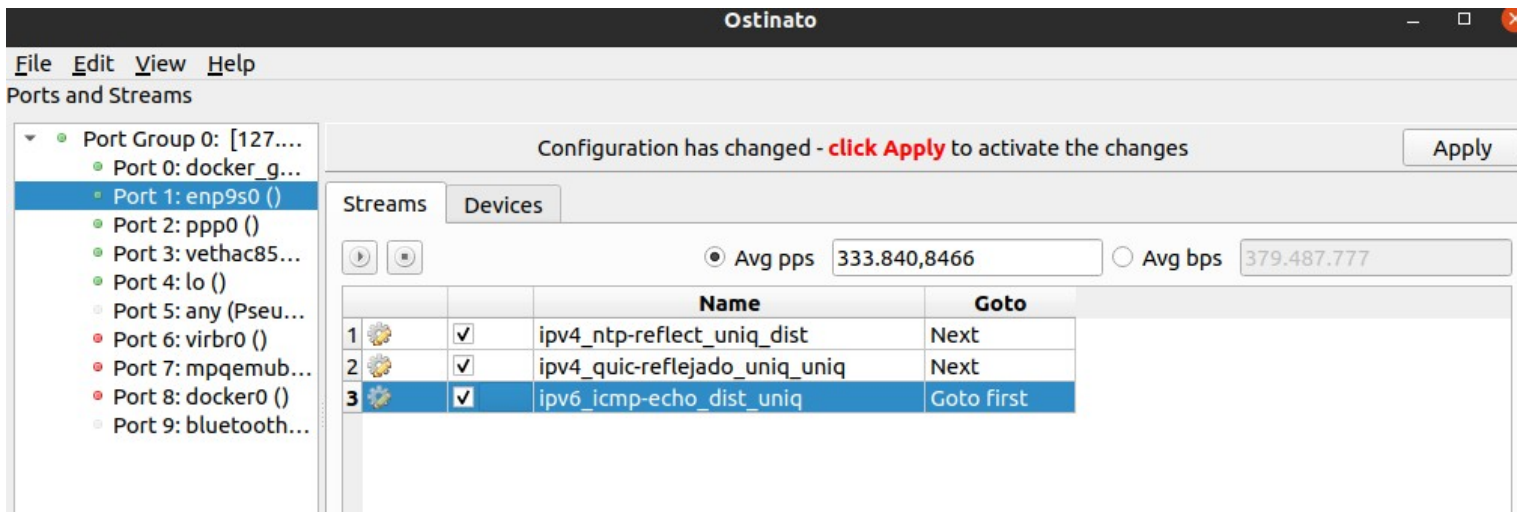 Ostinato
File Edit View Help
Ports and Streams
Port Group 0: [127....
Port 0: docker_g...
Port 1: enp9s0 ()
Port 2: ppp0 ()
Port 3: vethac85...
Port 4: lo ()
Port 5: any (Pseu...
Port 6: virbr0 ()
Port 7: mpqemub...
Port 8: docker0 ()
Port 9: bluetooth...
Configuration has changed - click Apply to activate the changes
Apply
Streams Devices
Avg pps 333.840,8466 Avg bps 379.487.777
Name Goto
1 ipv4_ntp-reflect_uniq_dist Next
2 ipv4_quic-reflejado_uniq_uniq Next
3 ipv6_icmp-echo_dist_uniq Goto first